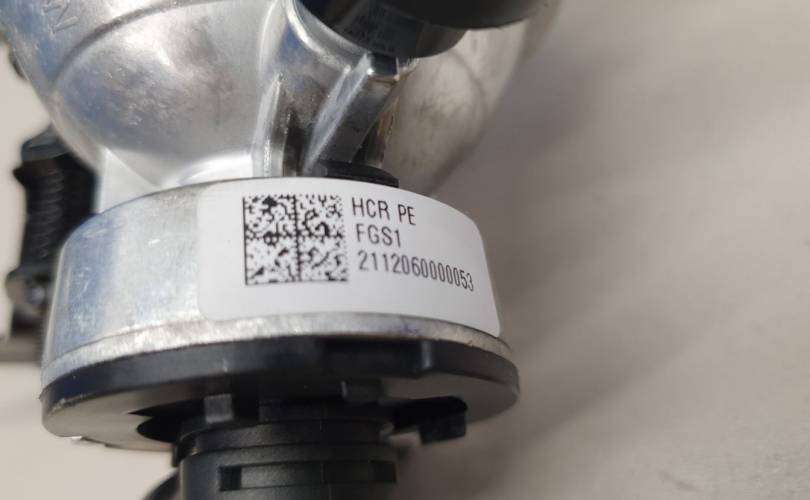 HCR PE
FGS1
2112060000053